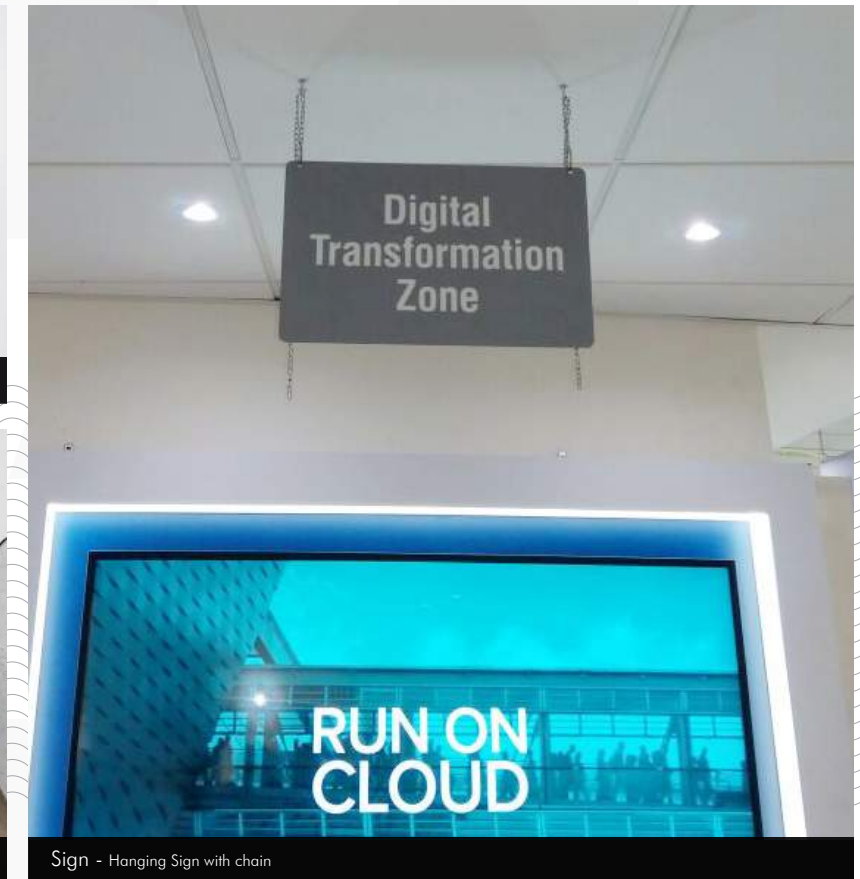 Digital
Transformation
Zone
RUN ON
CLOUD
Sign - Hanging Sign with chain